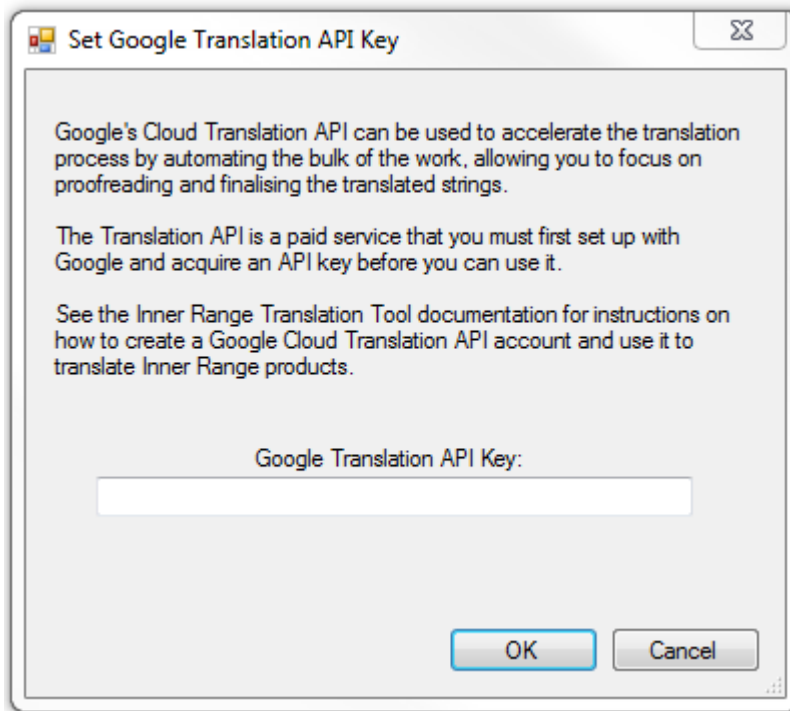 Set Google Translation API Key
Google's Cloud Translation API can be used to accelerate the translation
process by automating the bulk of the work, allowing you to focus on
proofreading and finalising the translated strings.
The Translation API is a paid service that you must first set up with
Google and acquire an API key before you can use it.
See the Inner Range Translation Tool documentation for instructions on
how to create a Google Cloud Translation API account and use it to
translate Inner Range products.
Google Translation API Key:
OK Cancel